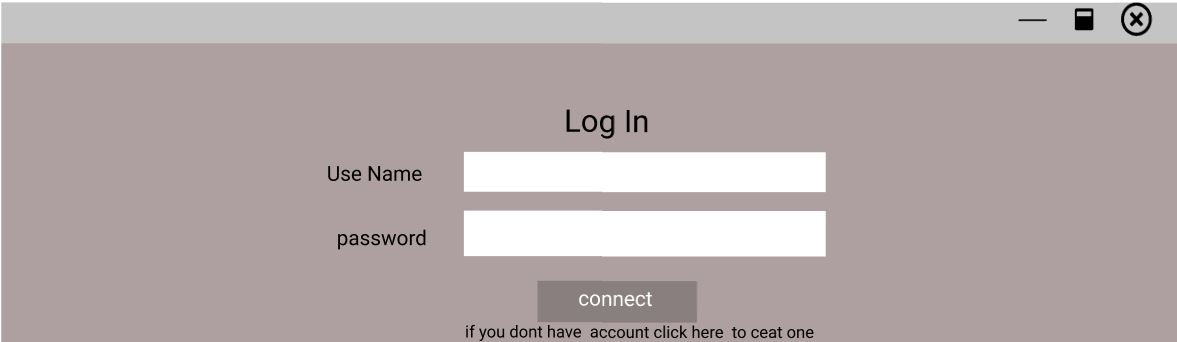 Log In
Use Name
password
connect
if you dont have account click here to ceat one